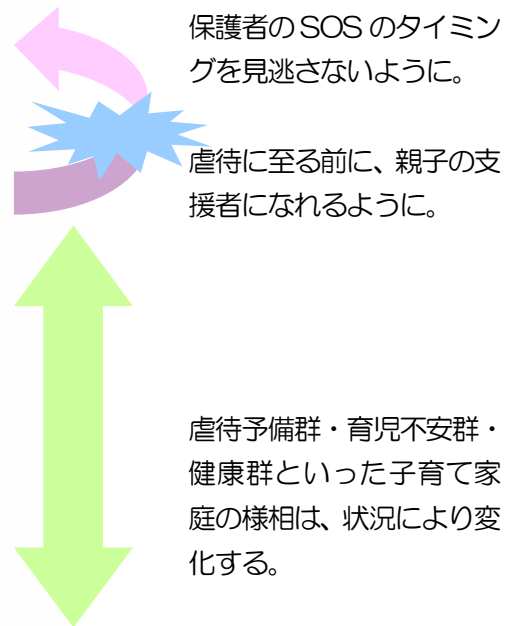 保護者の SOS のタイミン
グを見逃さないように。
虐待に至る前に、親子の支
援者になれるように。
虐待予備群・育児不安群・
健康群といった子育て家
庭の様相は、状況により変
化する。